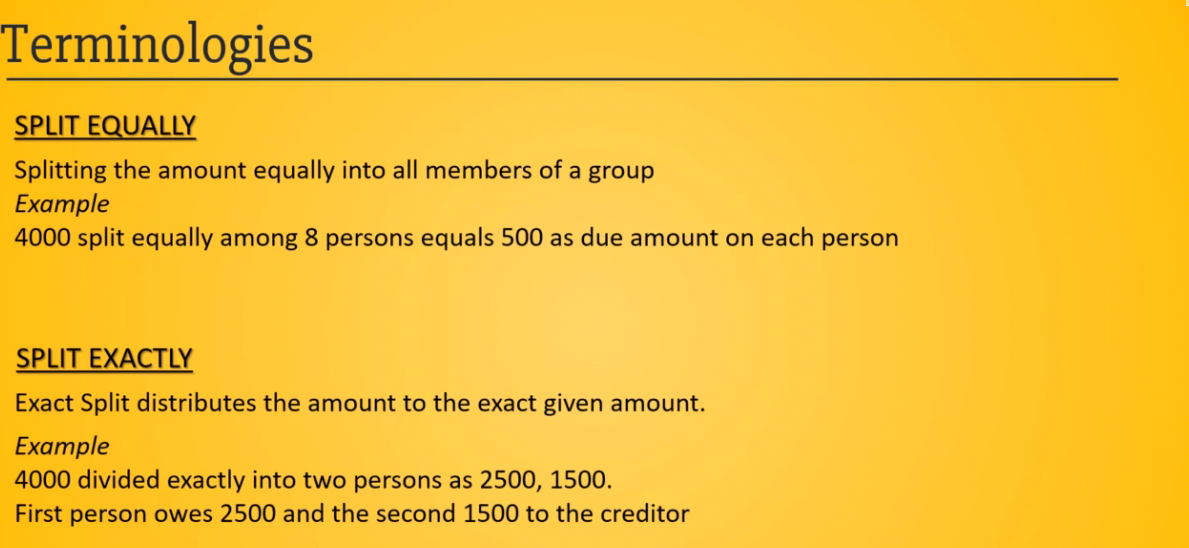 Terminologies
SPLIT EQUALLY
Splitting the amount equally into all members of a group
Example
4000 split equally among 8 persons equals 500 as due amount on each person
SPLIT EXACTLY
Exact Split distributes the amount to the exact given amount.
Example
4000 divided exactly into two persons as 2500, 1500.
First person owes 2500 and the second 1500 to the creditor